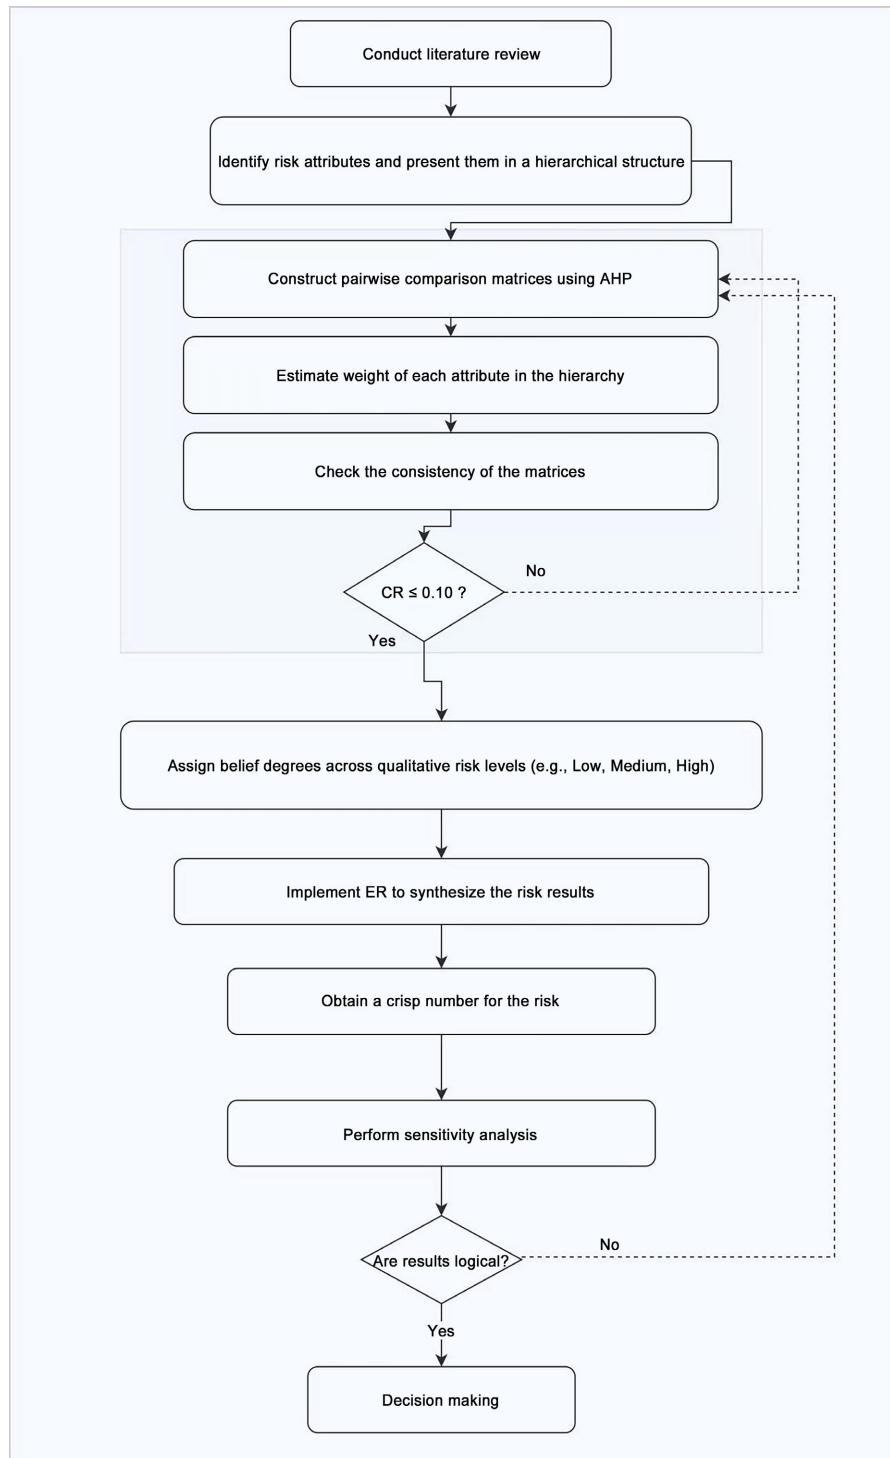 Conduct literature review
Identify risk attributes and present them in a hierarchical structure
Construct pairwise comparison matrices using AHP
Estimate weight of each attribute in the hierarchy
Check the consistency of the matrices
No
CR ≤ 0.10 ?
Yes
Assign belief degrees across qualitative risk levels (e.g., Low, Medium, High)
Implement ER to synthesize the risk results
Obtain a crisp number for the risk
Perform sensitivity analysis
No
Are results logical?
Yes
Decision making